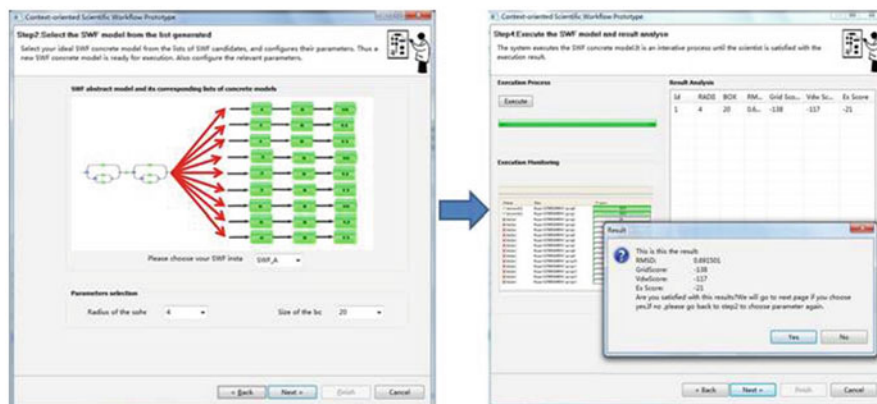 Context-oriented Scientific Workflow Prototype
Step2:Select the SWF model from the list generated
Select your ideal SWF concrete model from the lists of SWF candidates, and configures their parameters. Thus a
new SWF concrete model is ready for execution. Also configure the relevant parameters.
SWF abstract model and its corresponding lists of concrete models
Please choose your SWF insta
SWF_A
Parameters selection
Radius of the sphe
4
Size of the bo
20
< Back
Next >
Finish
Cancel
Context-oriented Scientific Workflow Prototype
Step4:Execute the SWF model and result analyse
The system executes the SWF concrete model.It is an interative process until the scientist is satisfied with the
execution result.
Execution Process
Execute
Execution Monitoring
Result Analysis
Id RADII BOX RM... Grid Sco... Vdw Sc... Es Score
1 4 20 0.6... -138 -117 -21
Result
This is this the result
RMSD: 0.691501
GridScore: -138
VdwScore: -117
Es Score: -21
Are you satisfied with this results?We will go to next page if you choose
yes.If no ,please go back to step2 to choose parameter again.
Yes
No
< Back
Next >
Finish
Cancel